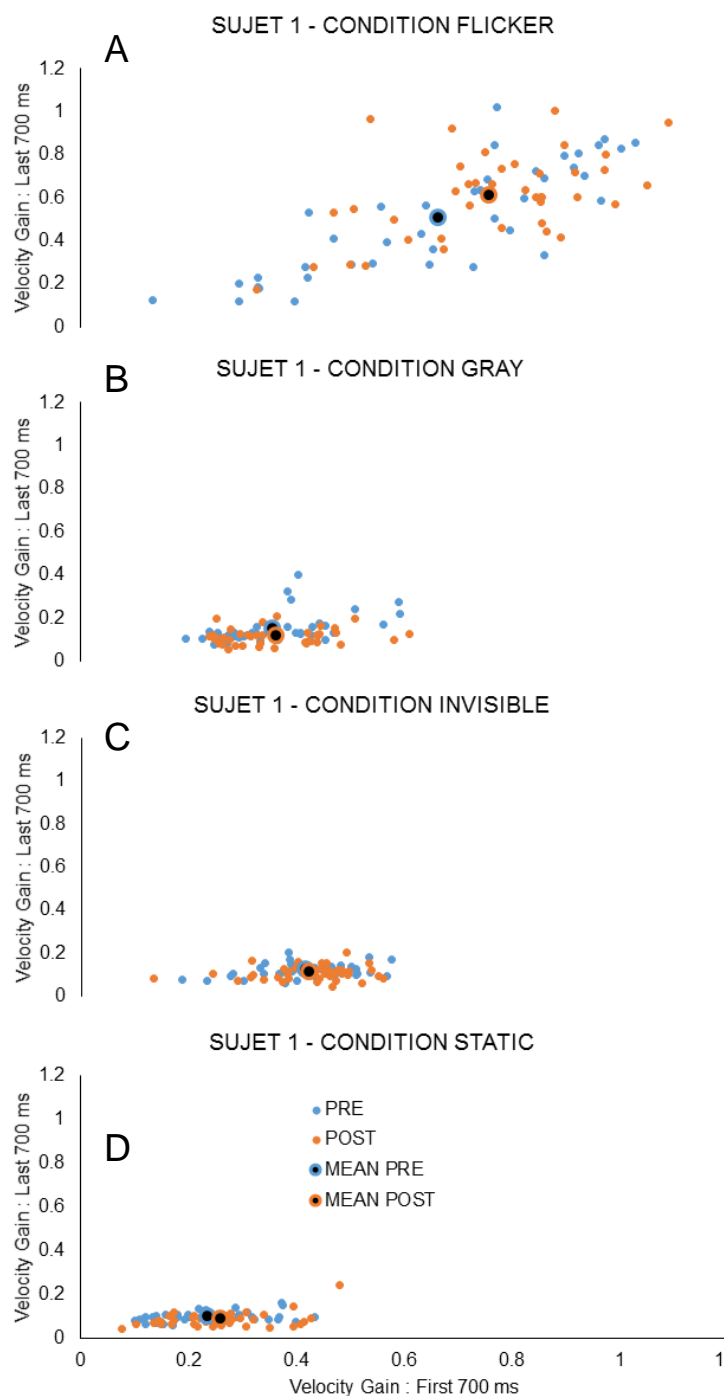 SUJET 1 - CONDITION FLICKER
A
Velocity Gain : Last 700 ms
1.2
1
0.8
0.6
0.4
0.2
0
SUJET 1 - CONDITION GRAY
B
Velocity Gain : Last 700 ms
1.2
1
0.8
0.6
0.4
0.2
0
SUJET 1 - CONDITION INVISIBLE
C
Velocity Gain : Last 700 ms
1.2
1
0.8
0.6
0.4
0.2
0
SUJET 1 - CONDITION STATIC
D
Velocity Gain : Last 700 ms
1.2
1
0.8
0.6
0.4
0.2
0
PRE
POST
MEAN PRE
MEAN POST
0 0.2 0.4 0.6 0.8 1
Velocity Gain : First 700 ms